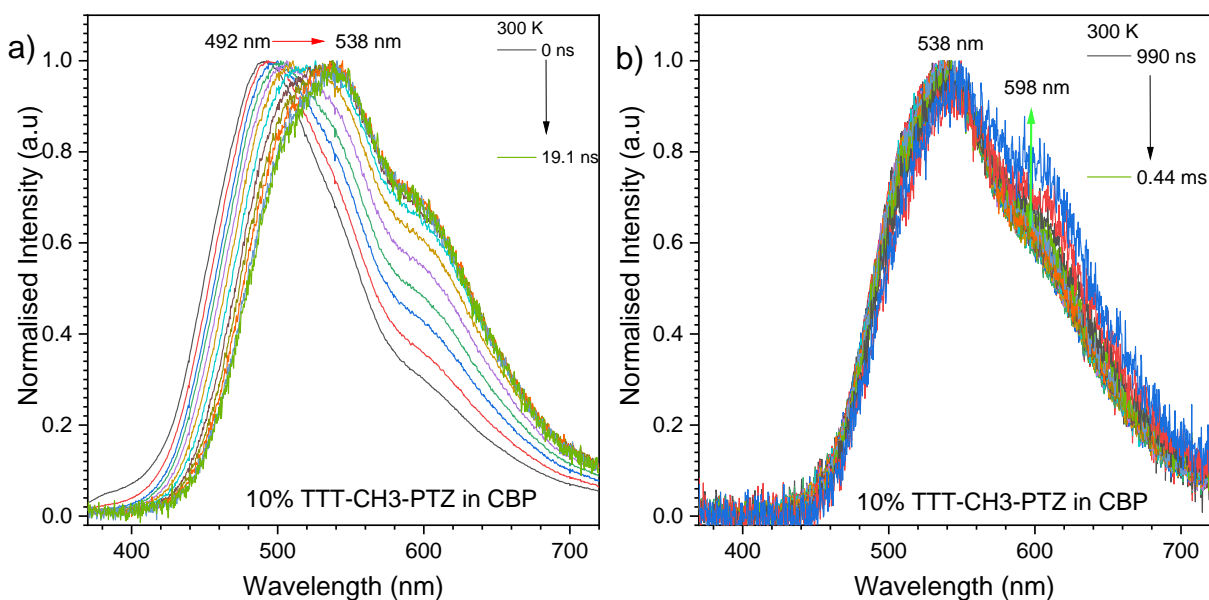 a)
492 nm
538 nm
300 K
0 ns
19.1 ns
1.0
0.8
0.6
0.4
0.2
0.0
Normalised Intensity (a.u)
10% TTT-CH3-PTZ in CBP
400
500
600
700
Wavelength (nm)
b)
538 nm
598 nm
300 K
990 ns
0.44 ms
1.0
0.8
0.6
0.4
0.2
0.0
Normalised Intensity (a.u)
10% TTT-CH3-PTZ in CBP
400
500
600
700
Wavelength (nm)